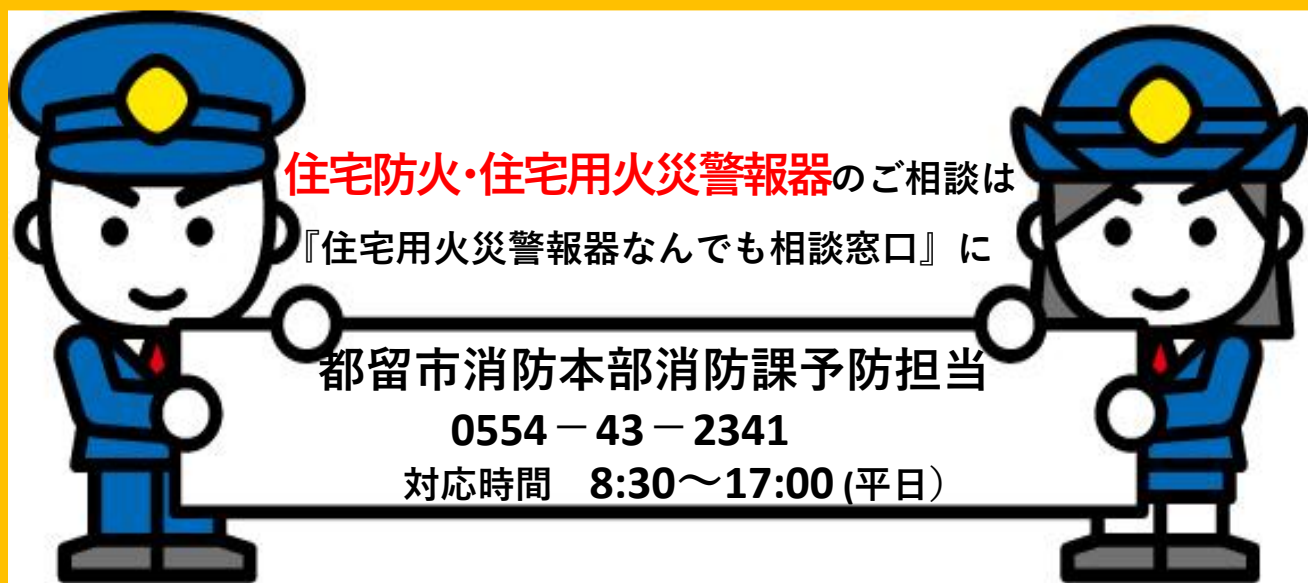 住宅防火・住宅用火災警報器のご相談は
『住宅用火災警報器なんでも相談窓口』に
都留市消防本部消防課予防担当
0554－43－2341
対応時間　8:30～17:00 (平日）